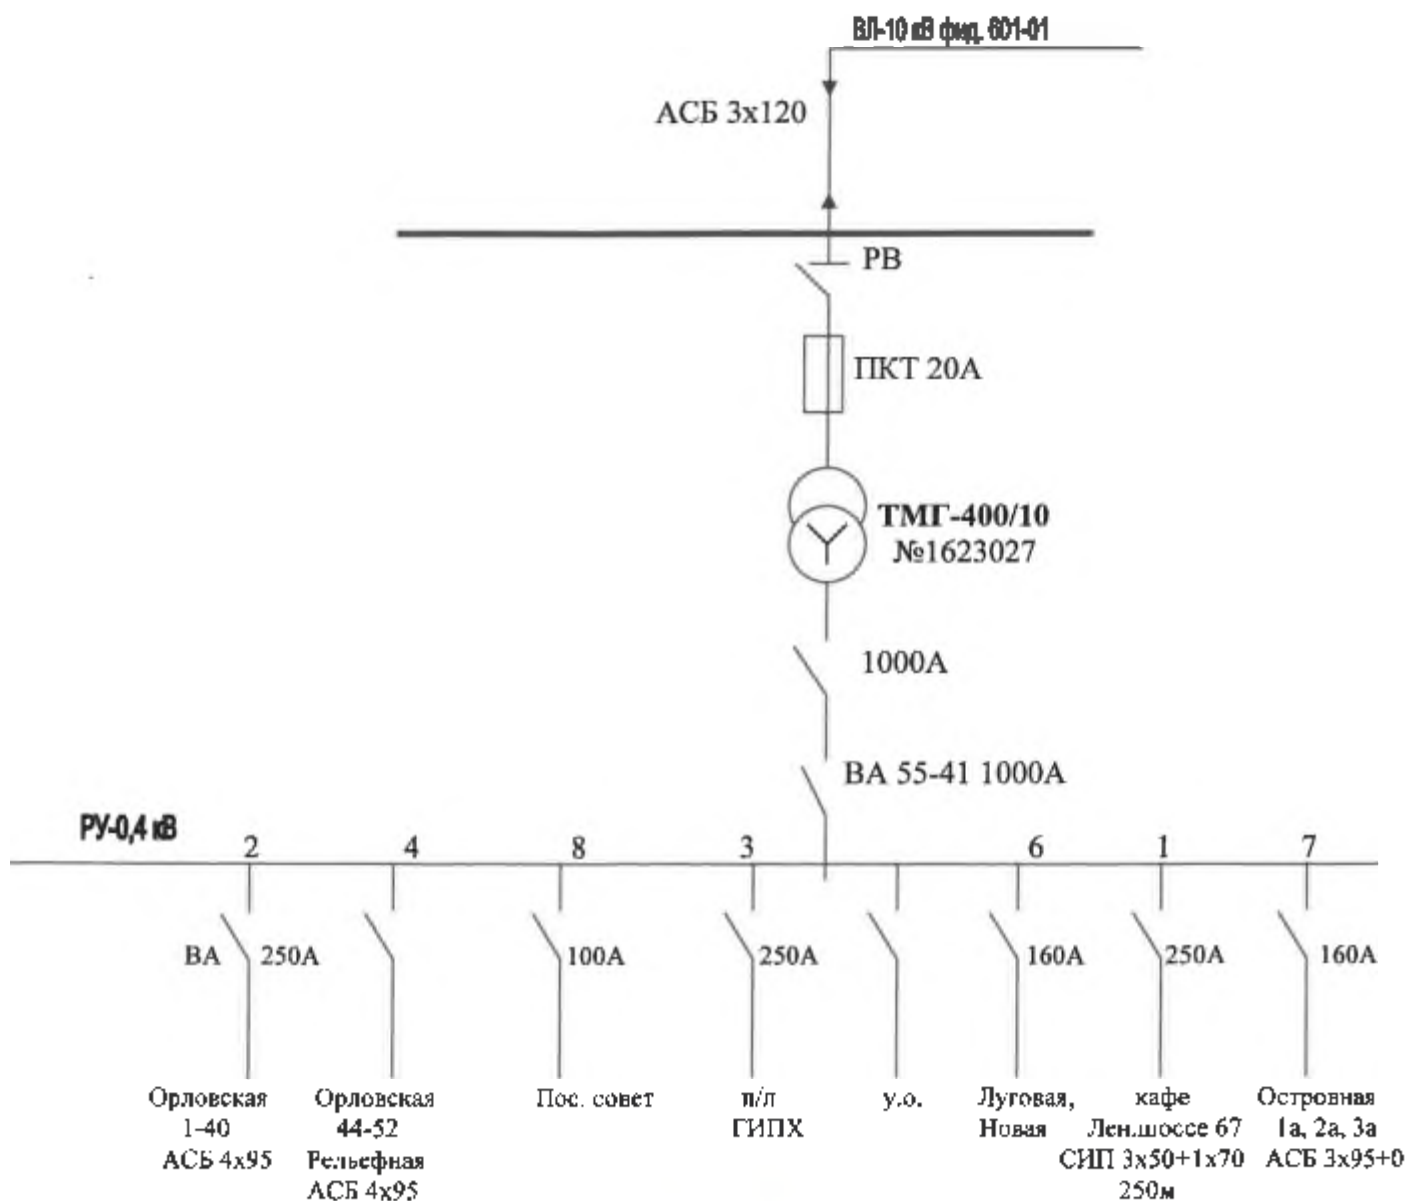 ВЛ-10 кВ фид. 601-01
АСБ 3х120
РВ
ПКТ 20А
ТМГ-400/10
№1623027
1000А
ВА 55-41 1000А
РУ-0,4 кВ
2 4 8 3 6 1 7
ВА 250А 100А 250А 160А 250А 160А
Орловская
1-40
АСБ 4х95
Орловская
44-52
Рельефная
АСБ 4х95
Пос. совет
п/л
ГИПХ
у.о.
Луговая,
Новая
кафе
Лен.шоссе 67
СИП 3х50+1х70
250м
Островная
1а, 2а, 3а
АСБ 3х95+0